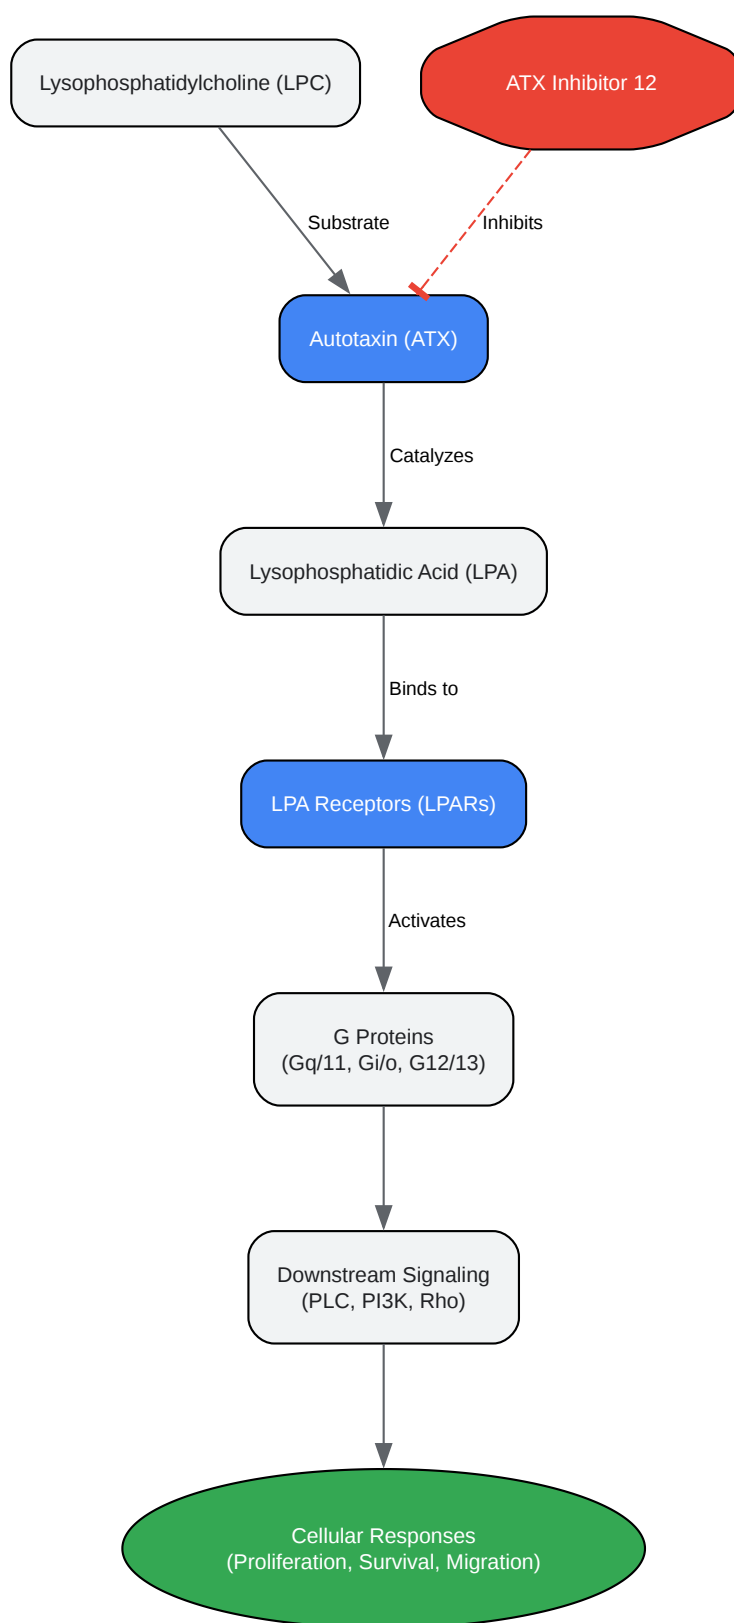 Lysophosphatidylcholine (LPC)
ATX Inhibitor 12
Substrate
Inhibits
Autotaxin (ATX)
Catalyzes
Lysophosphatidic Acid (LPA)
Binds to
LPA Receptors (LPARs)
Activates
G Proteins
(Gq/11, Gi/o, G12/13)
Downstream Signaling
(PLC, PI3K, Rho)
Cellular Responses
(Proliferation, Survival, Migration)